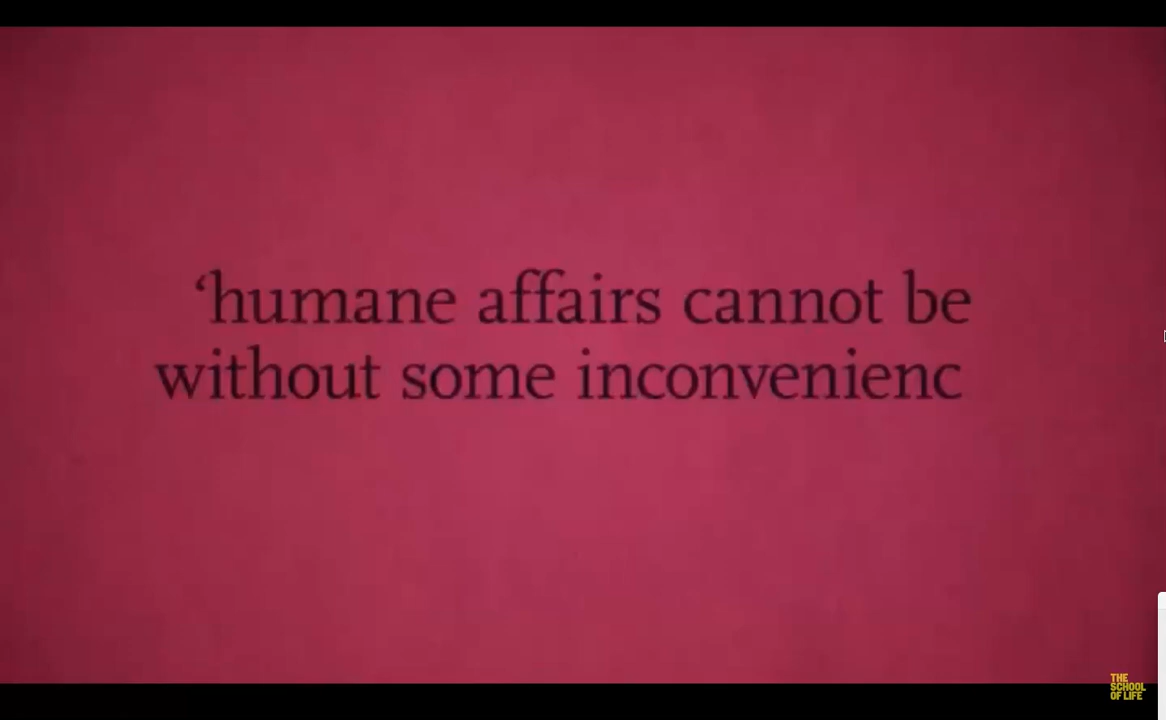 ‘humane affairs cannot be
without some inconvenienc
THE
SCHOOL
OF LIFE